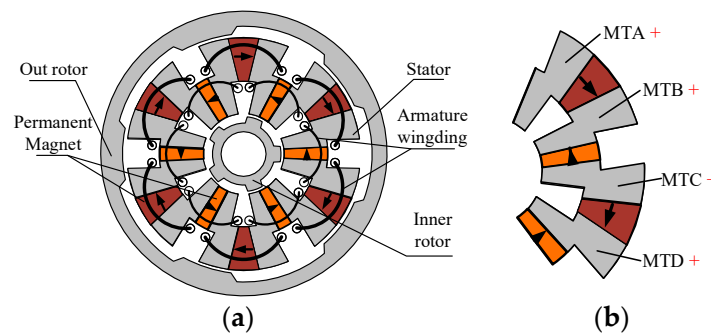 Out rotor
Permanent
Magnet
Stator
Armature
wingding
Inner
rotor
(a)
MTA +
MTB +
MTC -
MTD +
(b)